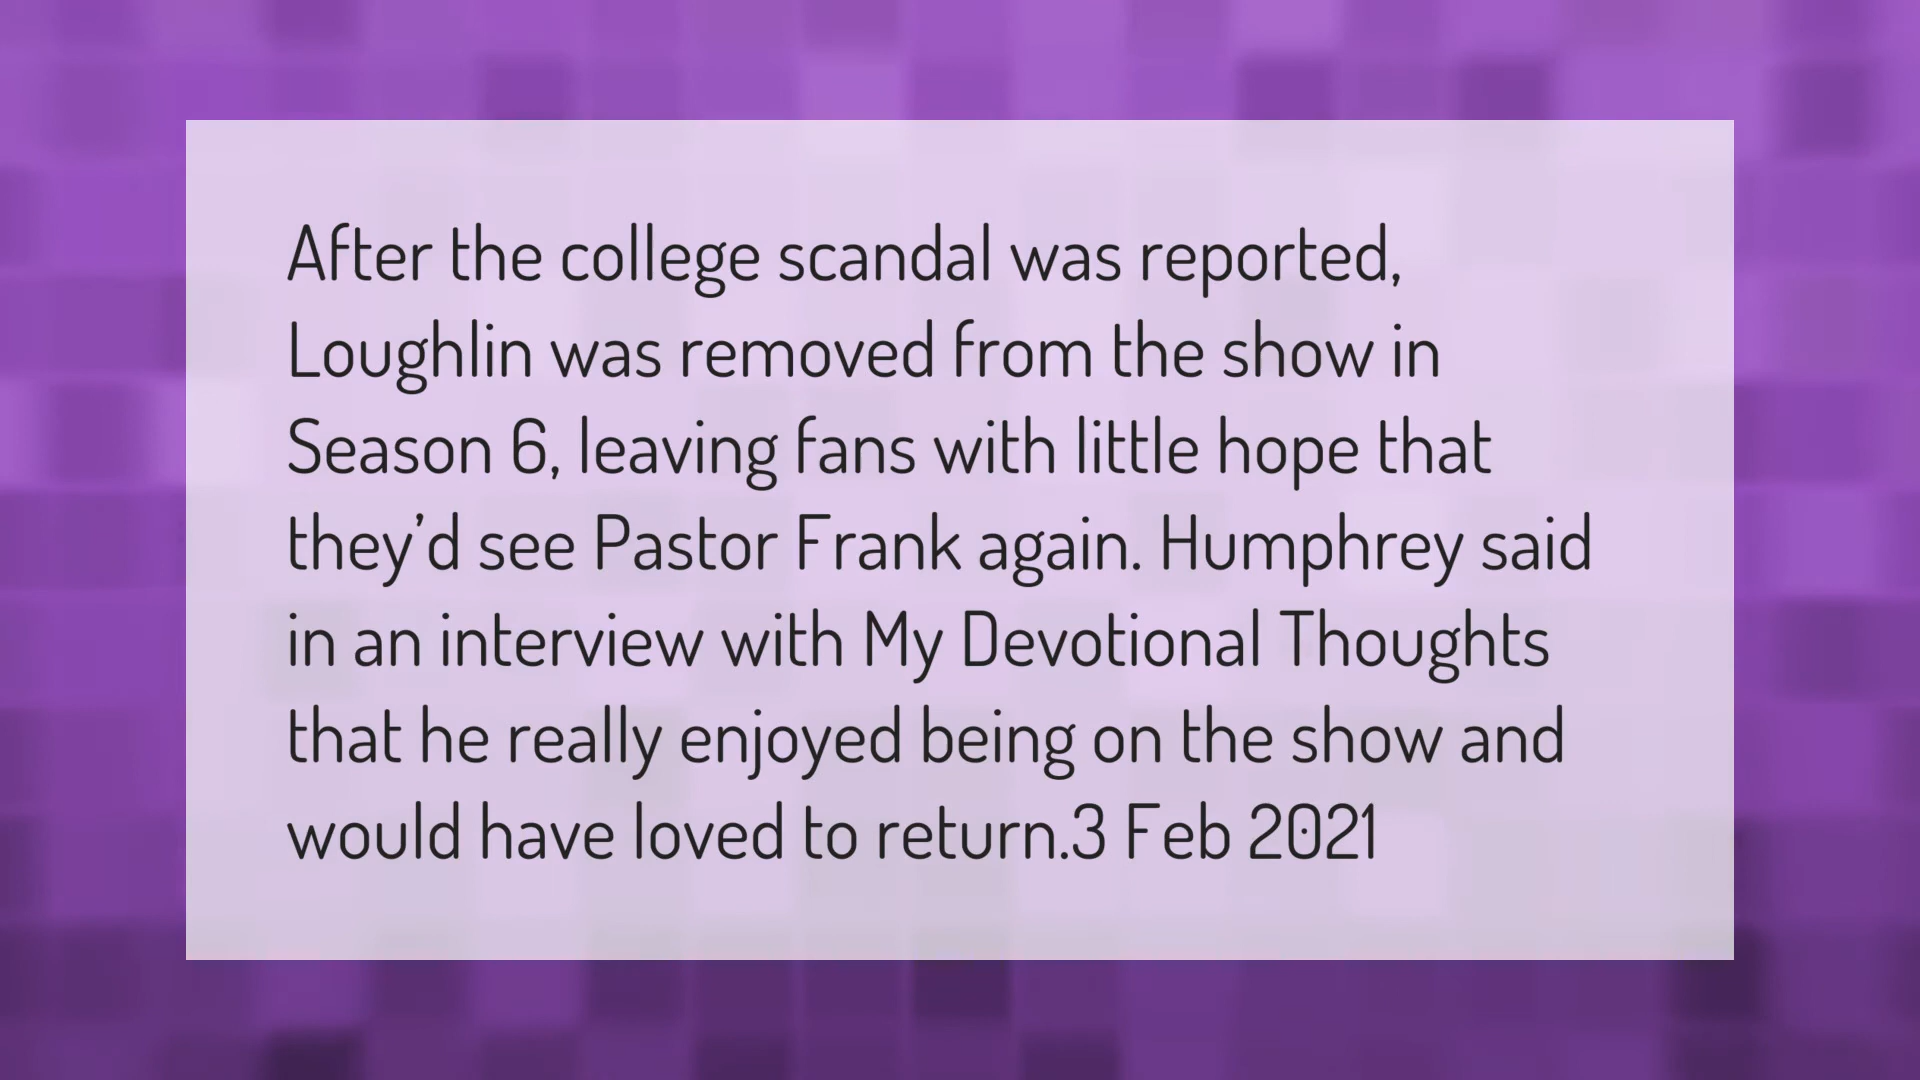 After the college scandal was reported,
Loughlin was removed from the show in
Season 6, leaving fans with little hope that
they’d see Pastor Frank again. Humphrey said
in an interview with My Devotional Thoughts
that he really enjoyed being on the show and
would have loved to return.3 Feb 2021